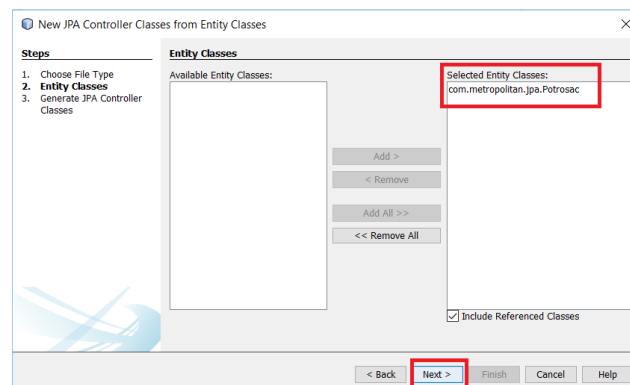 New JPA Controller Classes from Entity Classes
Steps
1. Choose File Type
2. Entity Classes
3. Generate JPA Controller
Classes
Entity Classes
Available Entity Classes:
Selected Entity Classes:
com.metropolitan.jpa.Potrosac
Add >
< Remove
Add All >>
<< Remove All
Include Referenced Classes
< Back
Next >
Finish
Cancel
Help